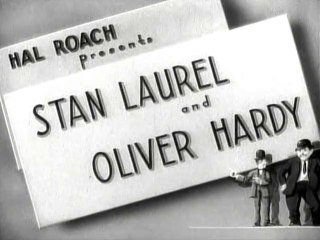 HAL ROACH
presents
STAN LAUREL
and
OLIVER HARDY